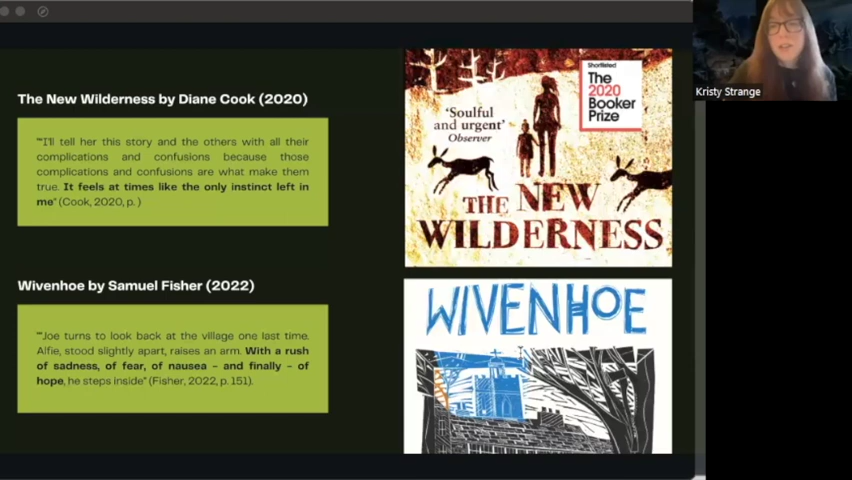 The New Wilderness by Diane Cook (2020)
"'I'll tell her this story and the others with all their
complications and confusions because those
complications and confusions are what make them
true. It feels at times like the only instinct left in
me" (Cook, 2020, p. )
'Soulful
and urgent'
Observer
Shortlisted
The
2020
Booker
Prize
THE NEW
WILDERNESS
Kristy Strange
Wivenhoe by Samuel Fisher (2022)
"'Joe turns to look back at the village one last time.
Alfie, stood slightly apart, raises an arm. With a rush
of sadness, of fear, of nausea – and finally – of
hope, he steps inside" (Fisher, 2022, p. 151).
WIVENHOE